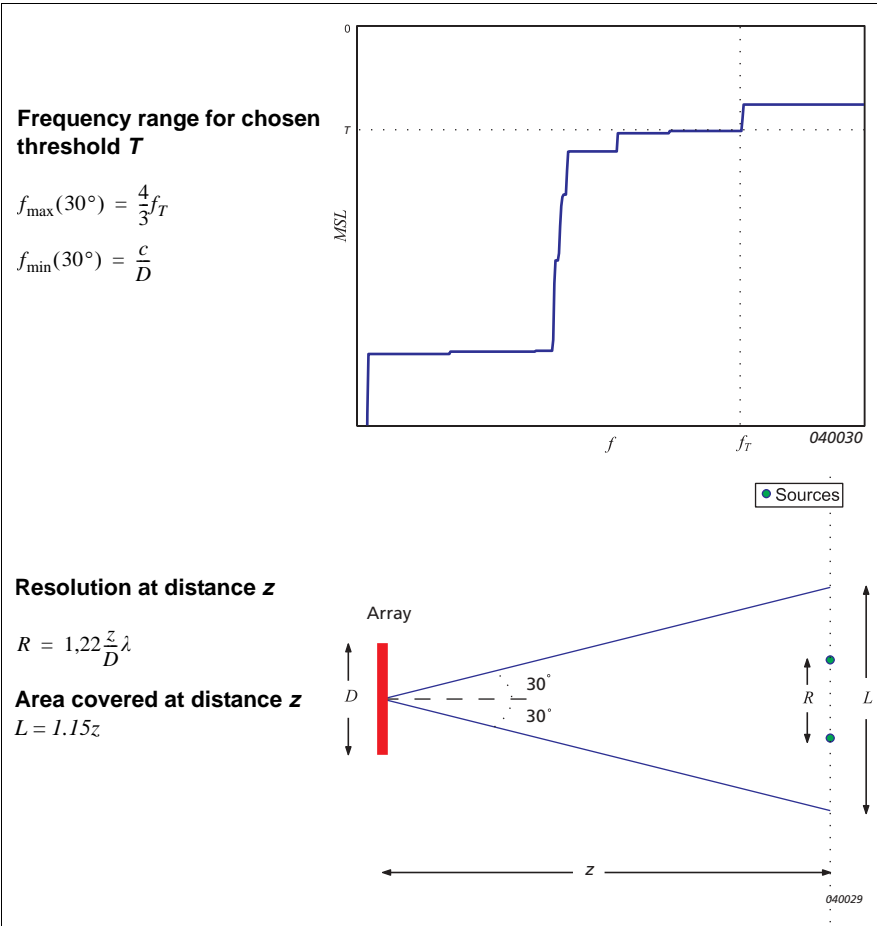 Frequency range for chosen
threshold T
f_max(30°) = 4/3 f_T
f_min(30°) = c/D
0
T
MSL
f
f_T
040030
Sources
Resolution at distance z
R = 1,22 z/D λ
Area covered at distance z
L = 1.15z
Array
D
30°
30°
R
L
z
040029